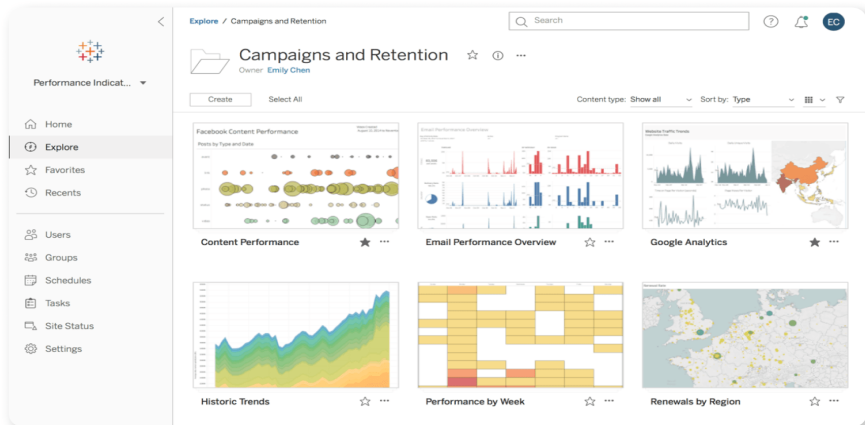 Explore / Campaigns and Retention
Search
EC
Campaigns and Retention
Owner Emily Chen
Performance Indicat...
Create
Select All
Content type: Show all
Sort by: Type
Home
Explore
Favorites
Recents
Users
Groups
Schedules
Tasks
Site Status
Settings
Facebook Content Performance
Posts by Type and Date
Content Performance
Email Performance Overview
Email Performance Overview
Website Traffic Trends
Google Analytics
Historic Trends
Performance by Week
Renewals by Region